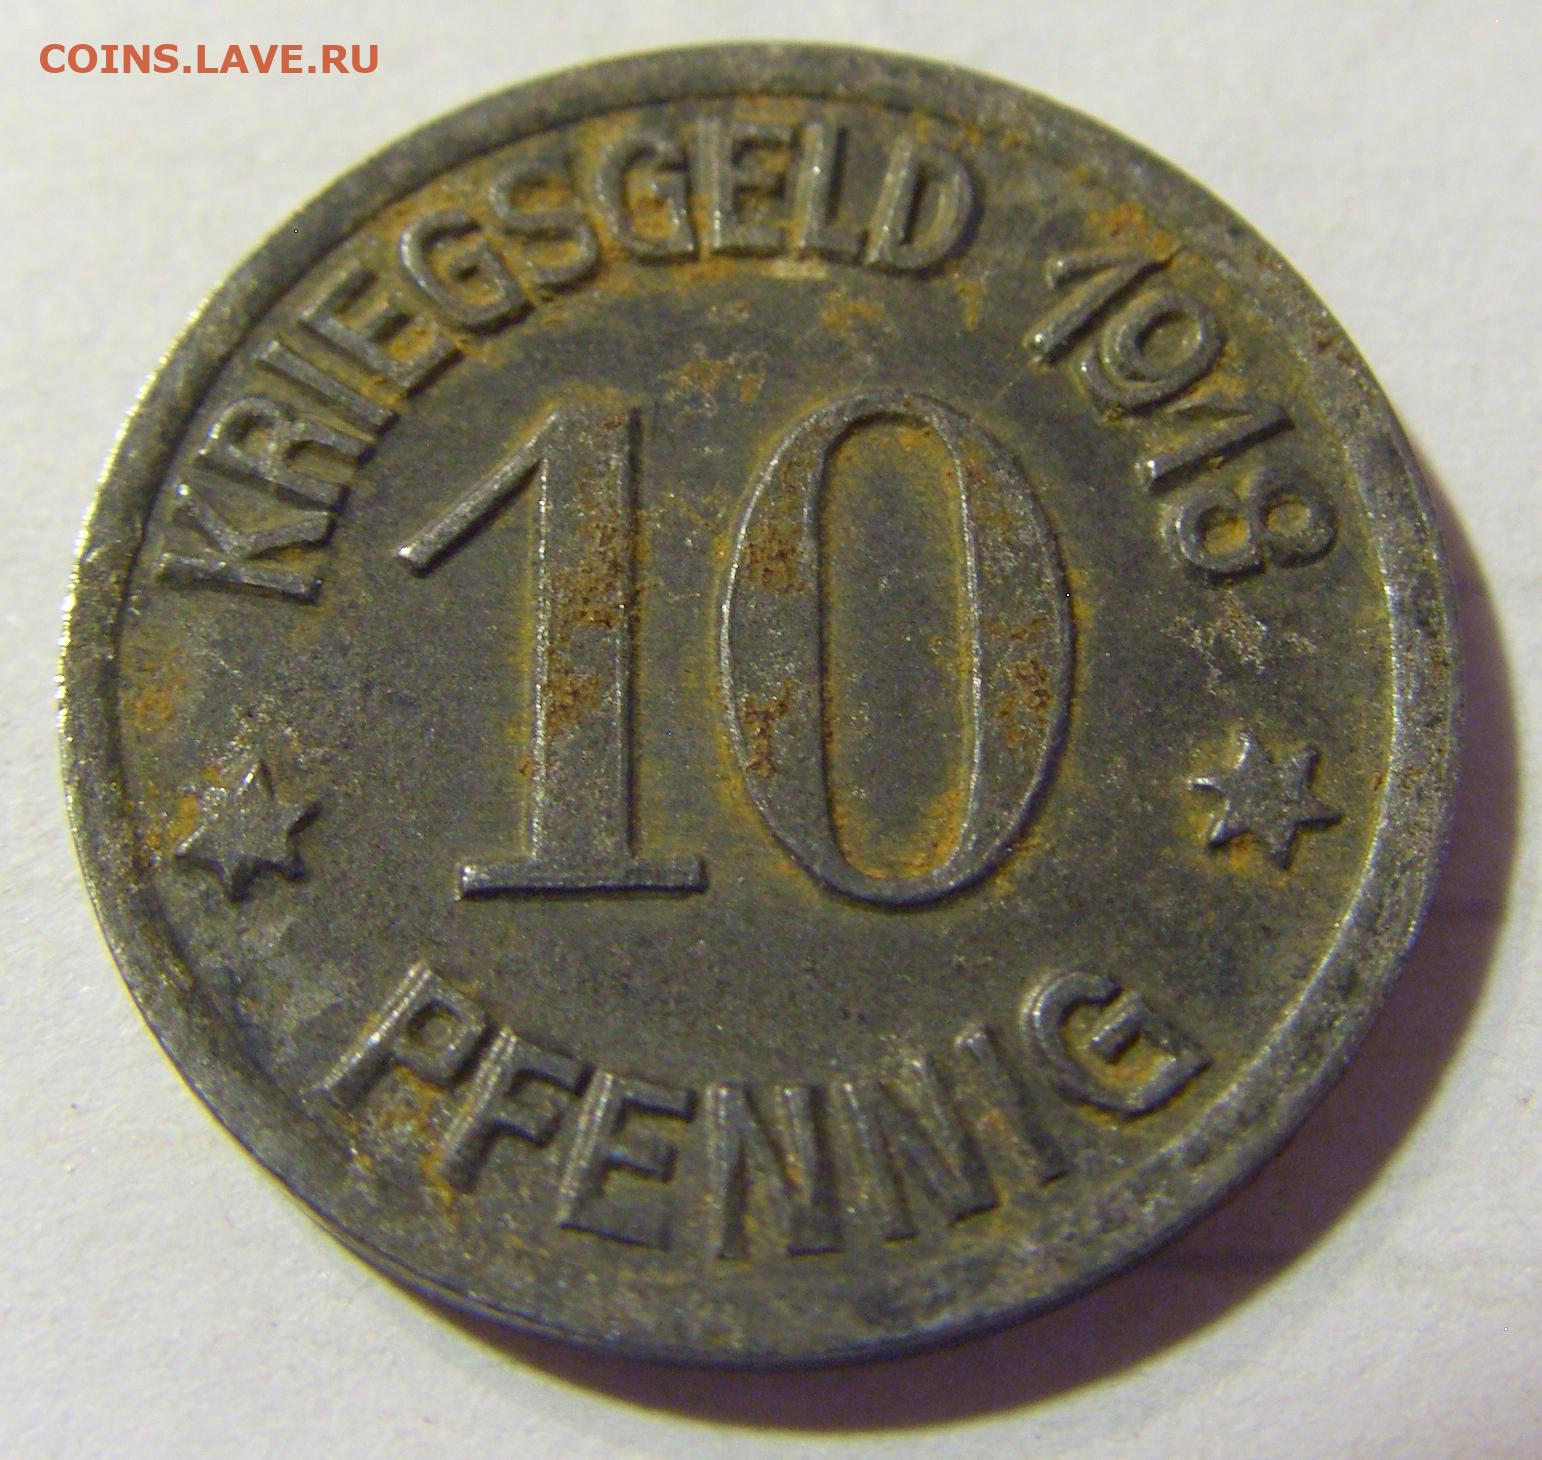 COINS.LAVE.RU
KRIEGSGELD 1918
10
PFENNIG